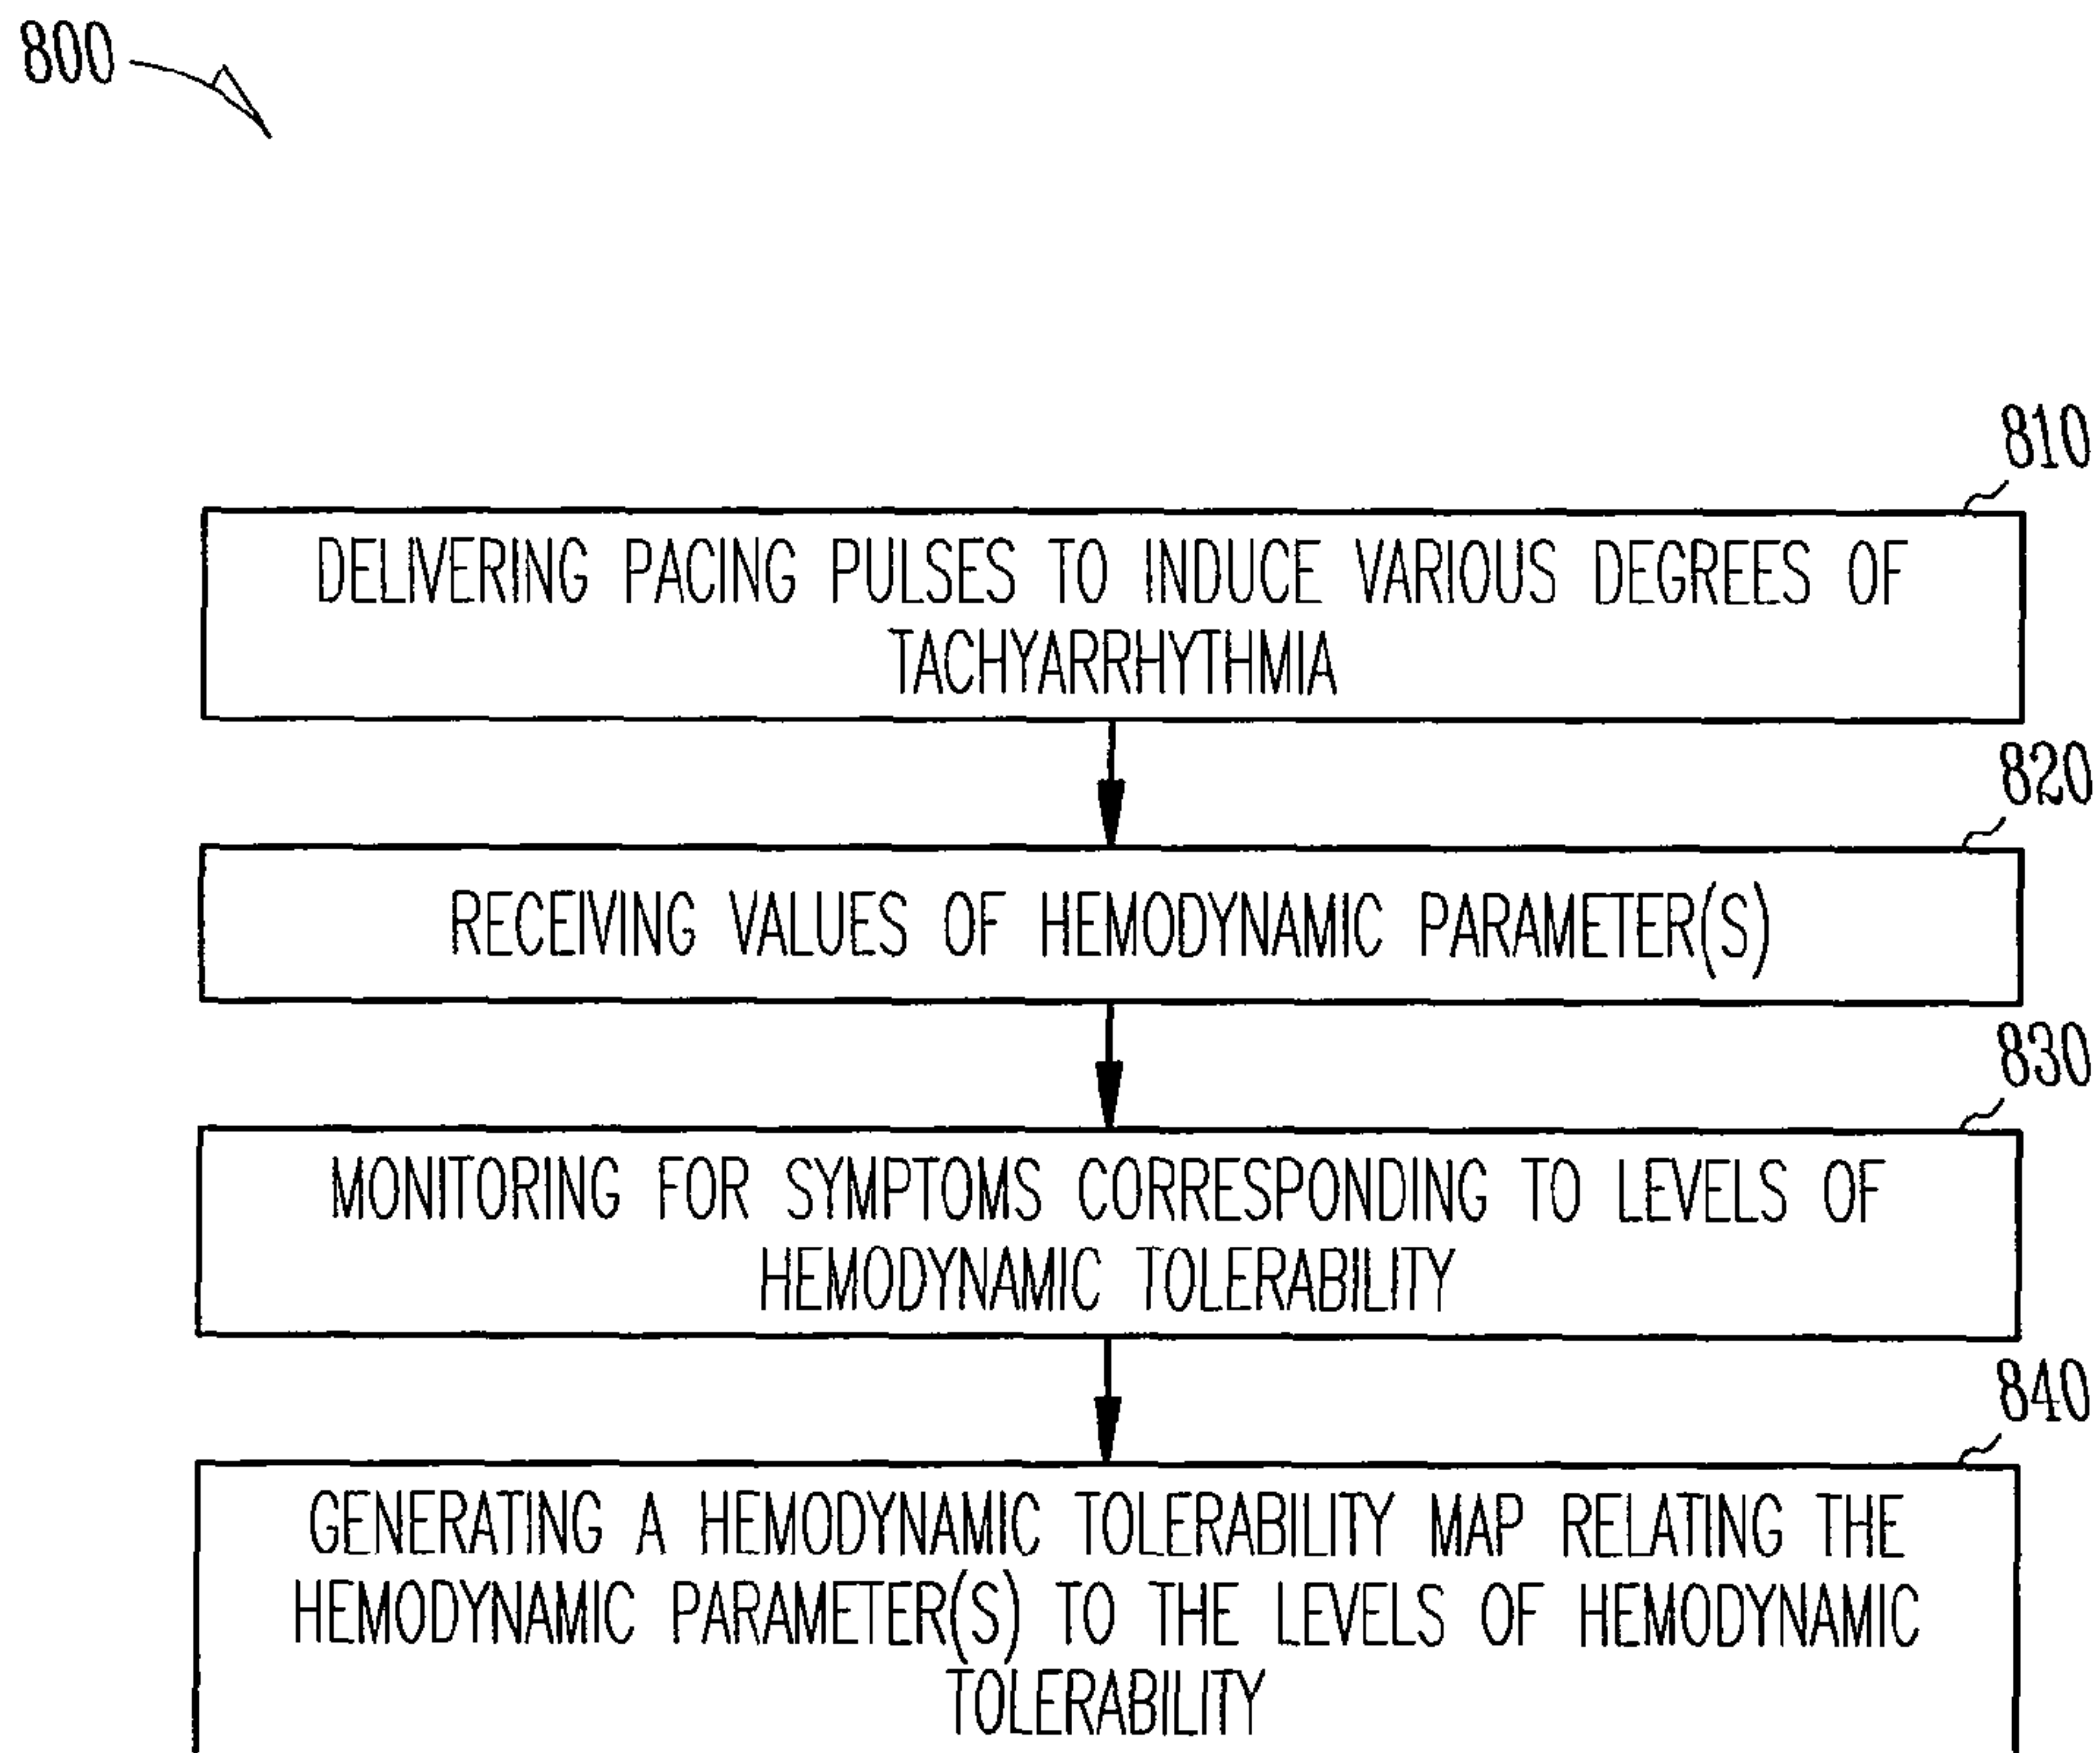 800
810
DELIVERING PACING PULSES TO INDUCE VARIOUS DEGREES OF
TACHYARRHYTHMIA
820
RECEIVING VALUES OF HEMODYNAMIC PARAMETER(S)
830
MONITORING FOR SYMPTOMS CORRESPONDING TO LEVELS OF
HEMODYNAMIC TOLERABILITY
840
GENERATING A HEMODYNAMIC TOLERABILITY MAP RELATING THE
HEMODYNAMIC PARAMETER(S) TO THE LEVELS OF HEMODYNAMIC
TOLERABILITY